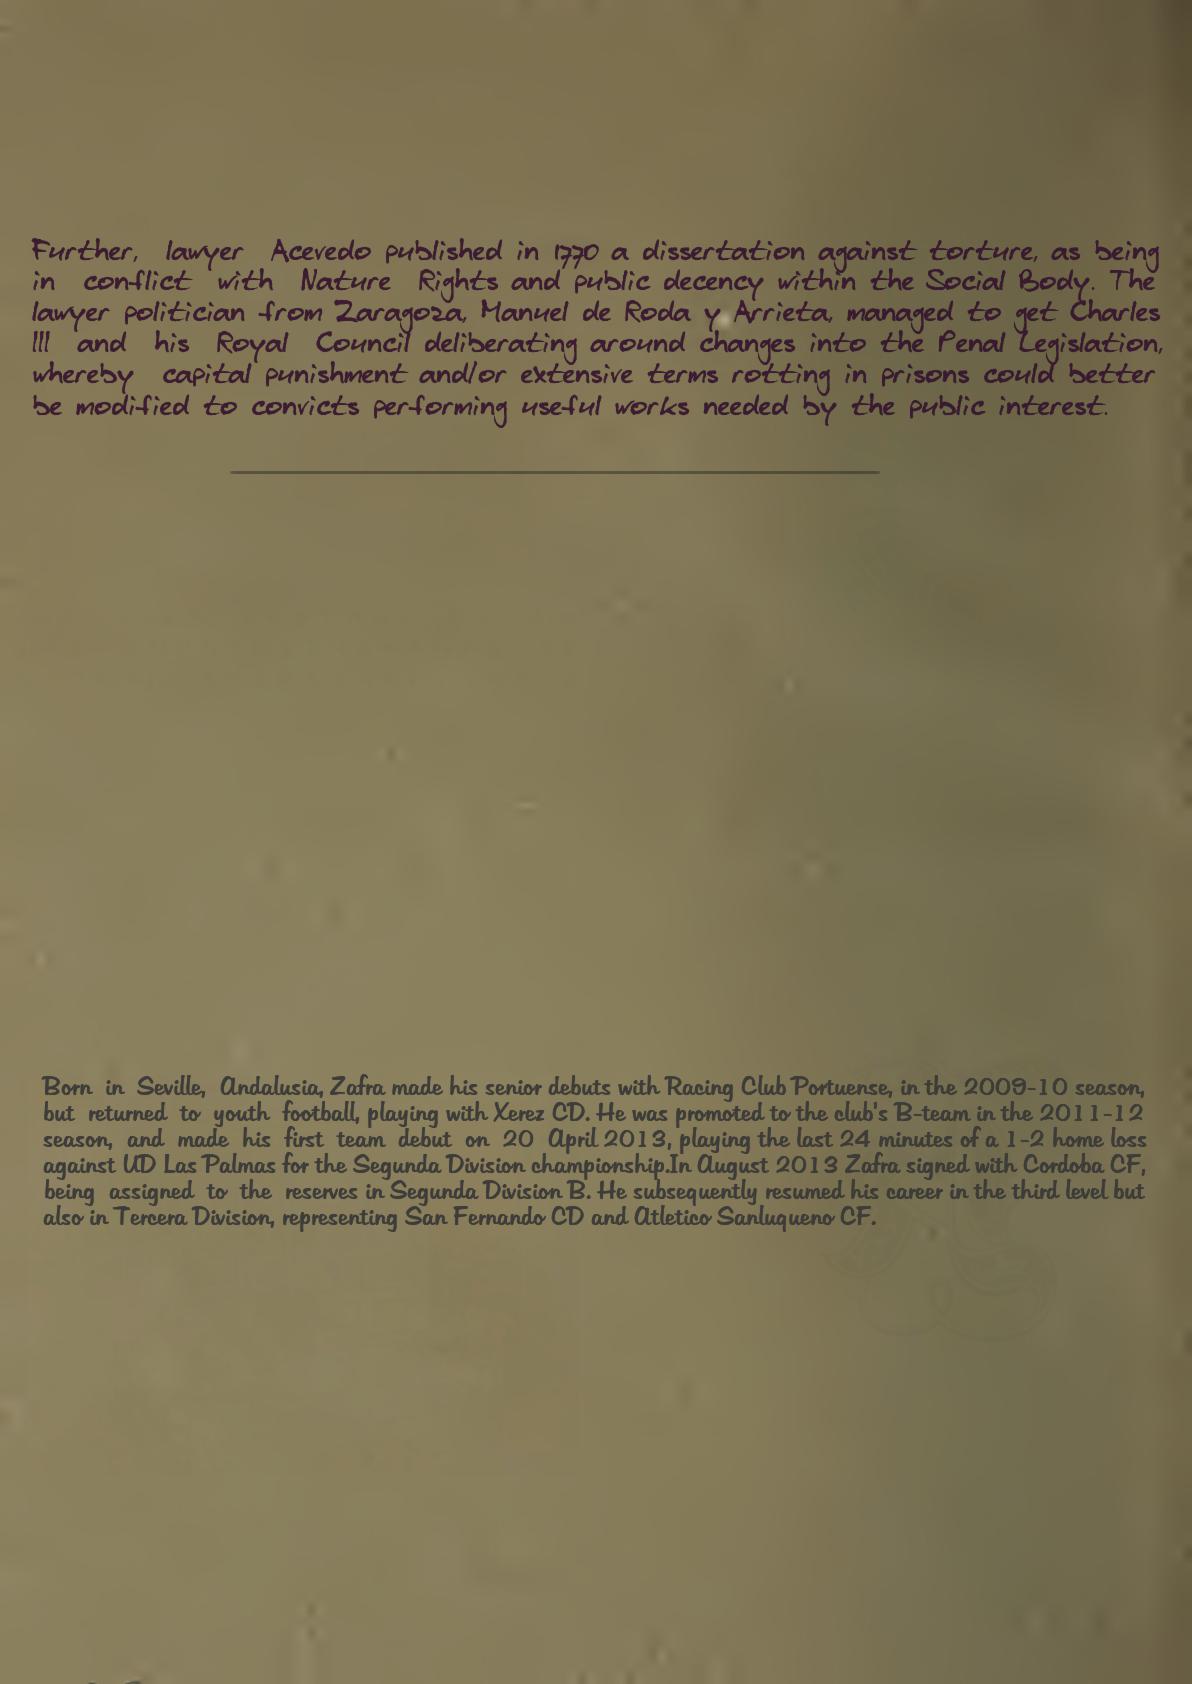 Further, lawyer Acevedo published in 1770 a dissertation against torture, as being
in conflict with Nature Rights and public decency within the Social Body. The
lawyer politician from Zaragoza, Manuel de Roda y Arrieta, managed to get Charles
III and his Royal Council deliberating around changes into the Penal Legislation,
whereby capital punishment and/or extensive terms rotting in prisons could better
be modified to convicts performing useful works needed by the public interest.
Born in Seville, Andalusia, Zafra made his senior debuts with Racing Club Portuense, in the 2009-10 season,
but returned to youth football, playing with Xerez CD. He was promoted to the club's B-team in the 2011-12
season, and made his first team debut on 20 April 2013, playing the last 24 minutes of a 1-2 home loss
against UD Las Palmas for the Segunda Division championship.In August 2013 Zafra signed with Cordoba CF,
being assigned to the reserves in Segunda Division B. He subsequently resumed his career in the third level but
also in Tercera Division, representing San Fernando CD and Atletico Sanluqueno CF.